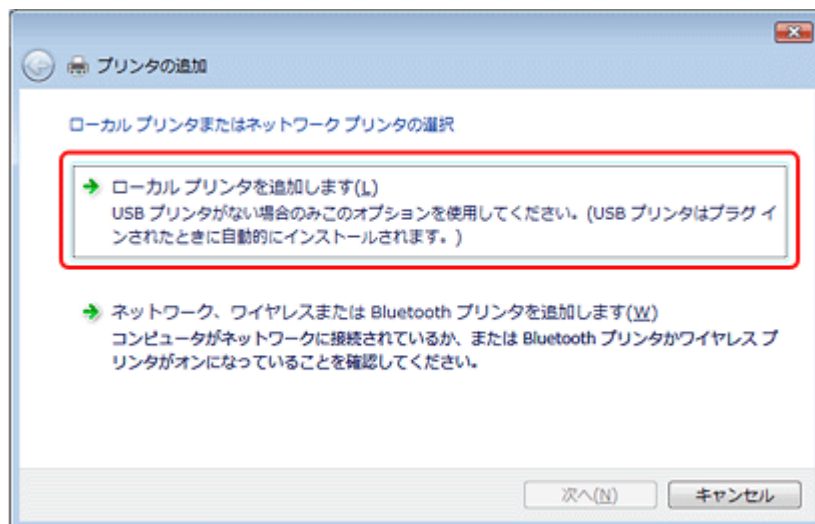 プリンタの追加
ローカル プリンタまたはネットワーク プリンタの選択
ローカル プリンタを追加します(L)
USB プリンタがない場合のみこのオプションを使用してください。(USB プリンタはプラグ イ
ンされたときに自動的にインストールされます。)
ネットワーク、ワイヤレスまたは Bluetooth プリンタを追加します(W)
コンピュータがネットワークに接続されているか、または Bluetooth プリンタかワイヤレス プ
リンタがオンになっていることを確認してください。
次へ(N)
キャンセル